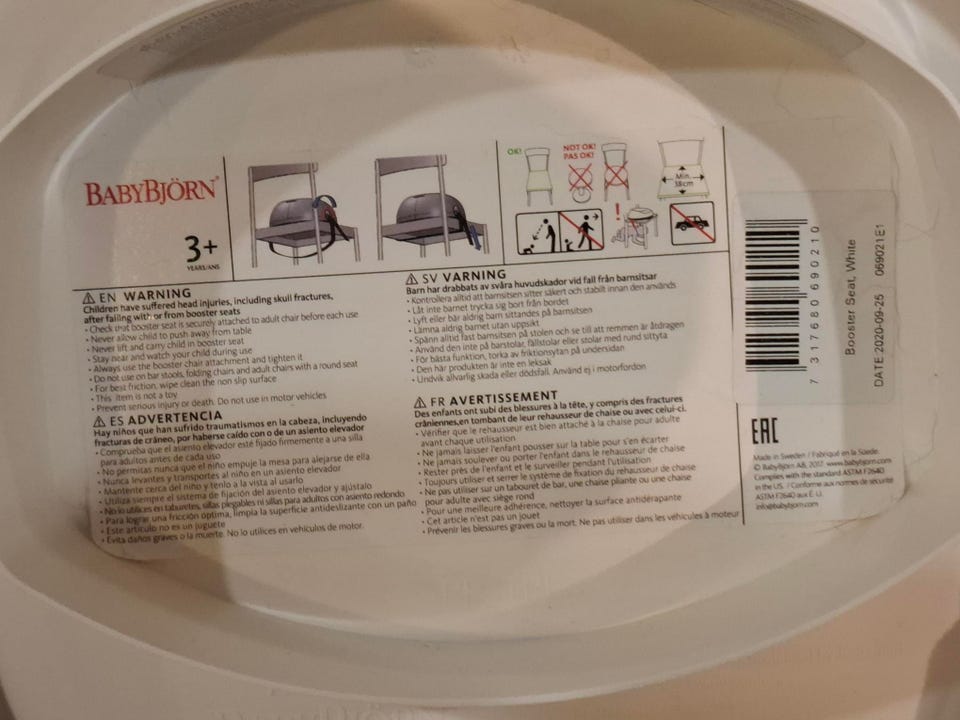 BABYBJÖRN®
3+
YEARS/ANS
OK!
NOT OK!
PAS OK!
Min.
38cm
!
EN WARNING
Children have suffered head injuries, including skull fractures,
after falling with or from booster seats
• Check that booster seat is securely attached to adult chair before each use
• Never allow child to push away from table
• Never lift and carry child in booster seat
• Stay near and watch your child during use
• Always use the booster chair attachment and tighten it
• Do not use on bar stools, folding chairs and adult chairs with a round seat
• For best friction, wipe clean the non slip surface
• This item is not a toy
• Prevent serious injury or death. Do not use in motor vehicles
SV VARNING
Barn har drabbats av svåra huvudskador vid fall från barnsitsar
• Kontrollera alltid att barnsitsen sitter säkert och stabilt innan den används
• Låt inte barnet trycka sig bort från bordet
• Lyft eller bär aldrig barn sittandes på barnsitsen
• Lämna aldrig barnet utan uppsikt
• Spänn alltid fast barnsitsen på stolen och se till att remmen är åtdragen
• Använd den inte på barstolar, fällstolar eller stolar med rund sittyta
• För bästa funktion, torka av friktionsytan på undersidan
• Den här produkten är inte en leksak
• Undvik allvarlig skada eller dödsfall. Använd ej i motorfordon
ES ADVERTENCIA
Hay niños que han sufrido traumatismos en la cabeza, incluyendo
fracturas de cráneo, por haberse caído con o de un asiento elevador
• Comprueba que el asiento elevador esté fijado firmemente a una silla
para adultos antes de cada uso
• No permitas nunca que el niño empuje la mesa para alejarse de ella
• Nunca levantes y transportes al niño en un asiento elevador
• Mantente cerca del niño y tenlo a la vista al usarlo
• Utiliza siempre el sistema de fijación del asiento elevador y ajústalo
• No lo utilices en taburetes, sillas plegables ni sillas para adultos con asiento redondo
• Para lograr una fricción óptima, limpia la superficie antideslizante con un paño
• Este artículo no es un juguete
• Evita daños graves o la muerte. No lo utilices en vehículos de motor.
FR AVERTISSEMENT
Des enfants ont subi des blessures à la tête, y compris des fractures
crâniennes,en tombant de leur rehausseur de chaise ou avec celui-ci.
• Vérifier que le rehausseur est bien attaché à la chaise pour adulte
avant chaque utilisation
• Ne jamais laisser l'enfant pousser sur la table pour s'en écarter
• Ne jamais soulever ou porter l'enfant dans le rehausseur de chaise
• Rester près de l'enfant et le surveiller pendant l'utilisation
• Toujours utiliser et serrer le système de fixation du rehausseur de chaise
• Ne pas utiliser sur un tabouret de bar, une chaise pliante ou une chaise
pour adulte avec siège rond
• Pour une meilleure adhérence, nettoyer la surface antidérapante
• Cet article n'est pas un jouet
• Prévenir les blessures graves ou la mort. Ne pas utiliser dans les véhicules à moteur
7 317680 690210
Booster Seat, White
DATE 2020-09-25 069021E1
EAC
Made in Sweden / Fabriqué en la Suède.
© BabyBjörn AB, 2017. www.babybjorn.com
Complies with the standard ASTM F2640
in the US. / Conforme aux normes de sécurité
ASTM F2640 aux É.U.
info@babybjorn.com